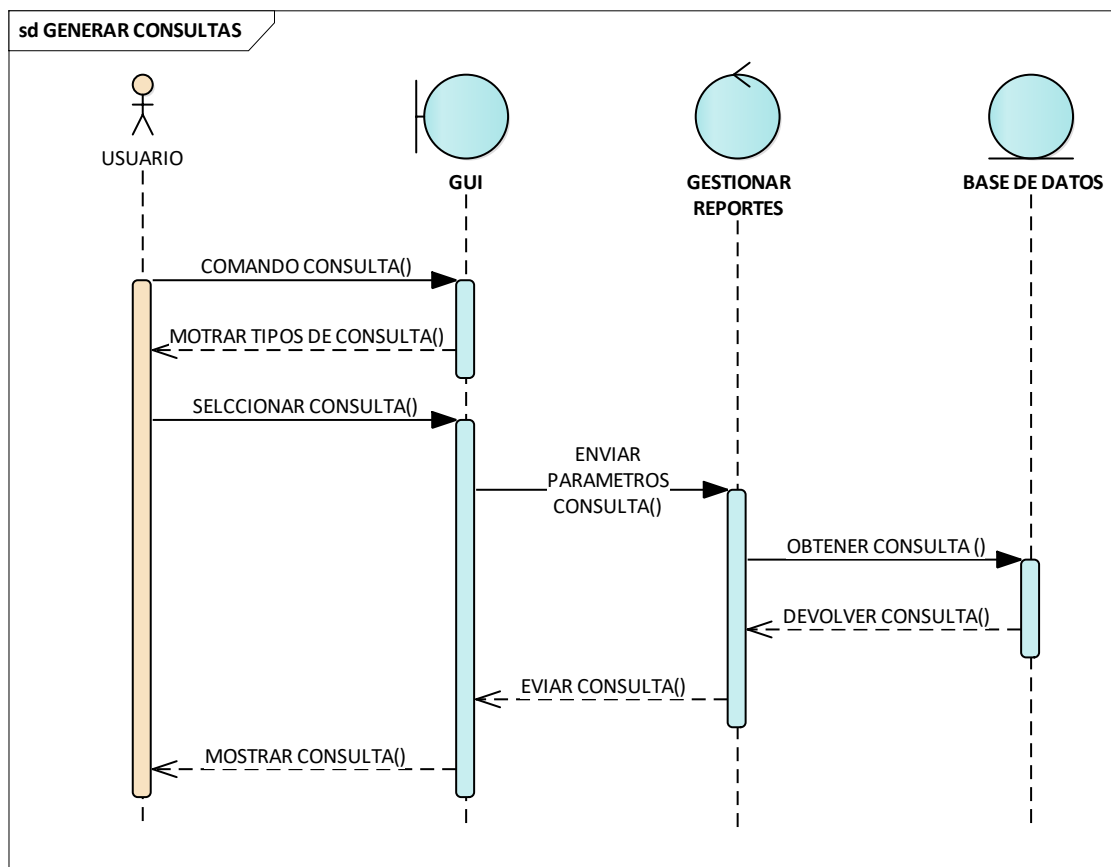 sd GENERAR CONSULTAS
USUARIO
GUI
GESTIONAR
REPORTES
BASE DE DATOS
COMANDO CONSULTA()
MOTRAR TIPOS DE CONSULTA()
SELCCIONAR CONSULTA()
ENVIAR
PARAMETROS
CONSULTA()
OBTENER CONSULTA ()
DEVOLVER CONSULTA()
EVIAR CONSULTA()
MOSTRAR CONSULTA()